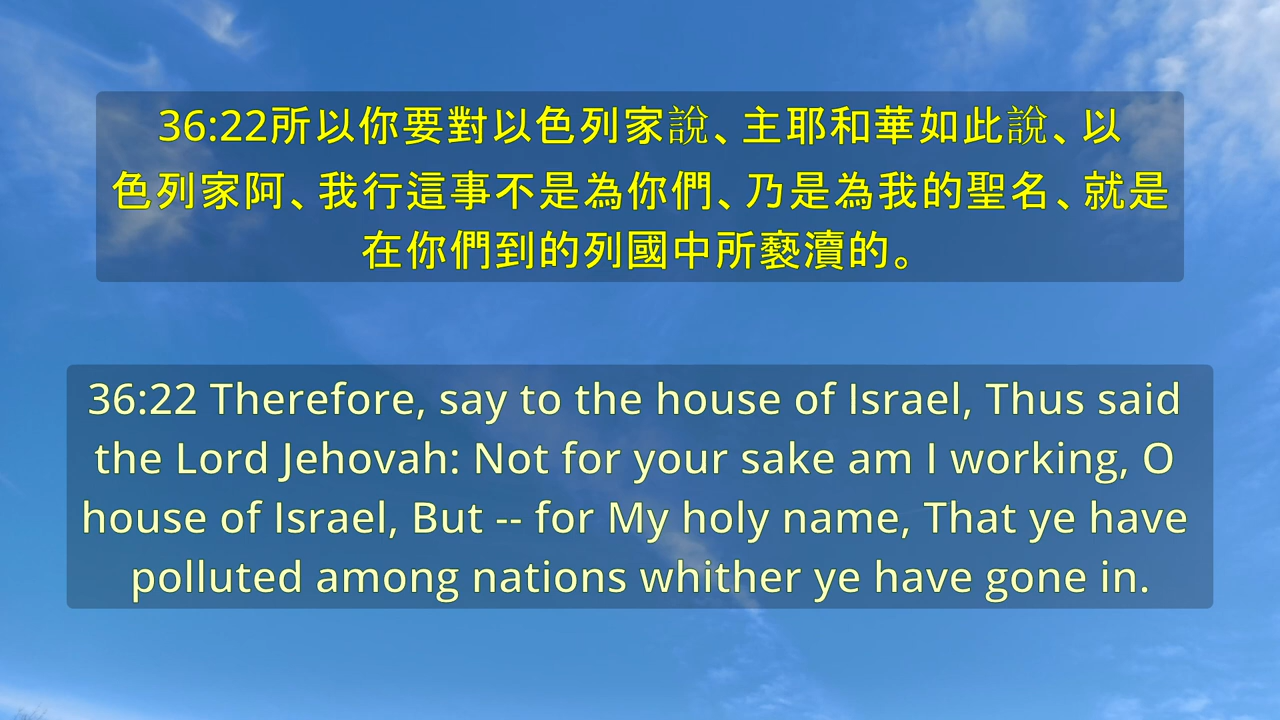 36:22所以你要對以色列家說、主耶和華如此說、以
色列家阿、我行這事不是為你們、乃是為我的聖名、就是
在你們到的列國中所褻瀆的。
36:22 Therefore, say to the house of Israel, Thus said
the Lord Jehovah: Not for your sake am I working, O
house of Israel, But -- for My holy name, That ye have
polluted among nations whither ye have gone in.